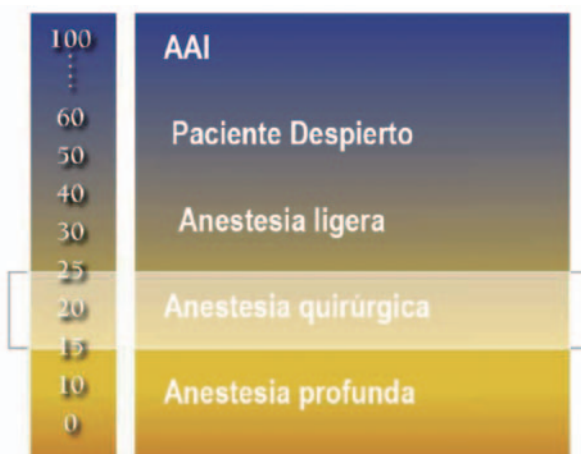 100 AAI
60
Paciente Despierto
50
40
Anestesia ligera
30
25
20 Anestesia quirúrgica
15
10 Anestesia profunda
0